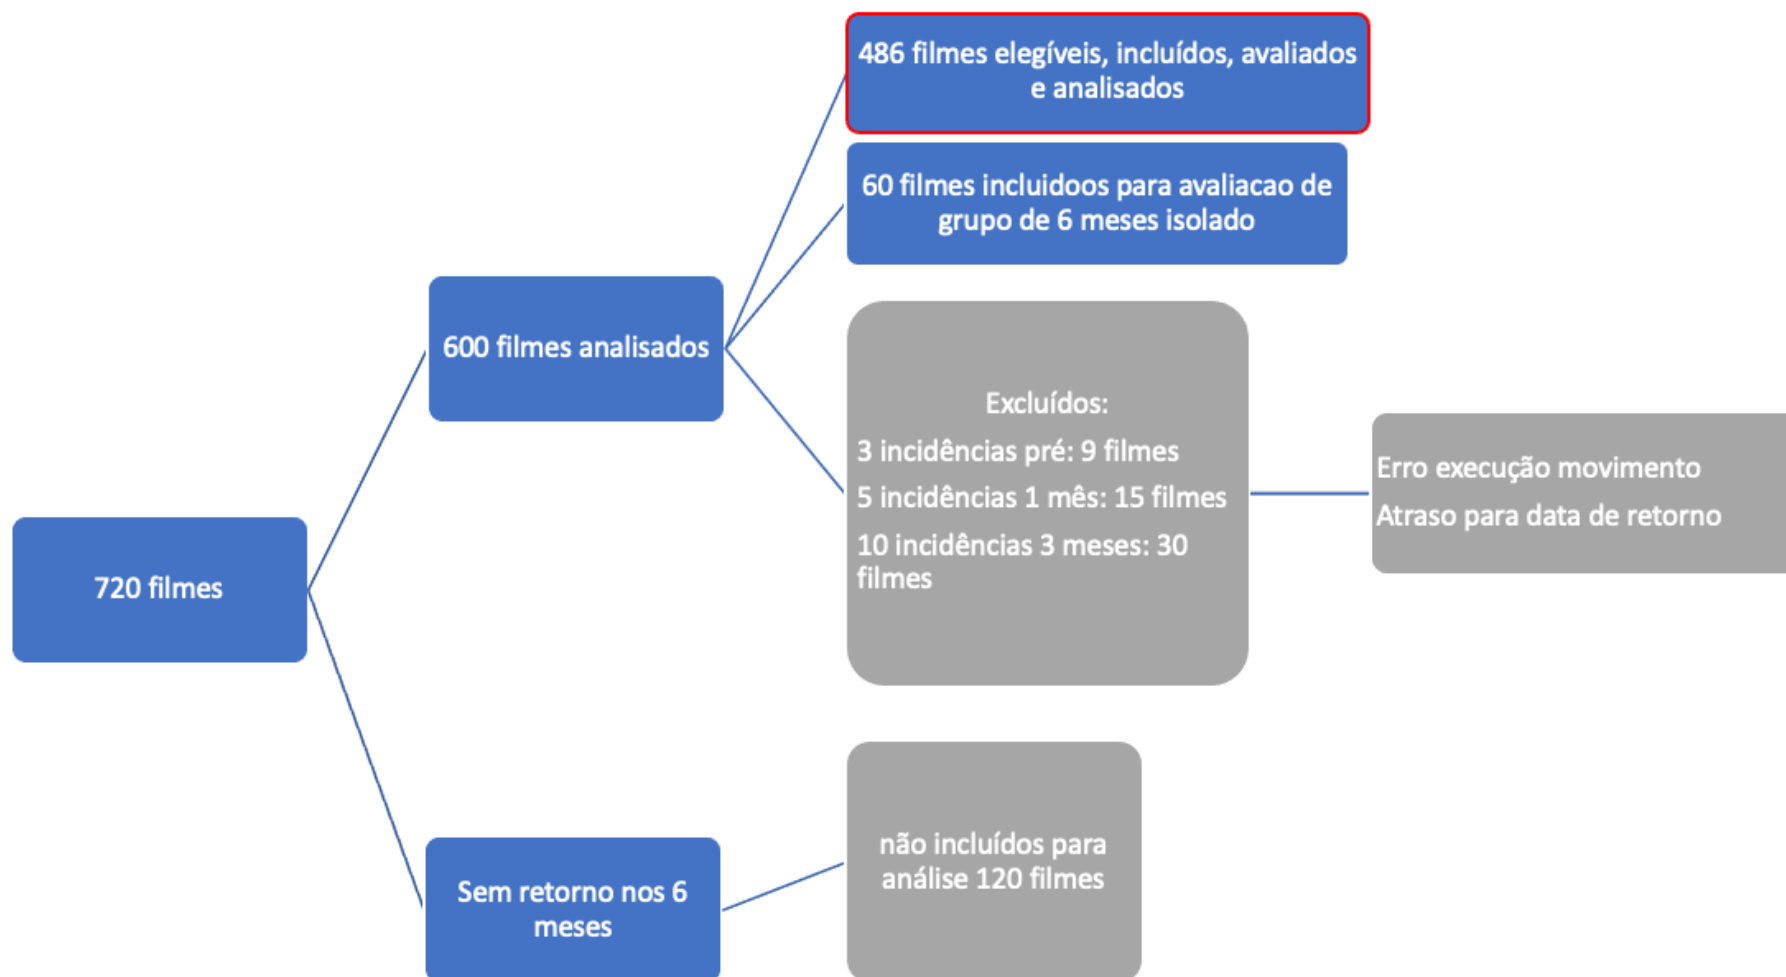 486 filmes elegíveis, incluídos, avaliados
e analisados
60 filmes incluidoos para avaliacao de
grupo de 6 meses isolado
600 filmes analisados
Excluídos:
3 incidências pré: 9 filmes
5 incidências 1 mês: 15 filmes
10 incidências 3 meses: 30
filmes
Erro execução movimento
Atraso para data de retorno
720 filmes
Sem retorno nos 6
meses
não incluídos para
análise 120 filmes